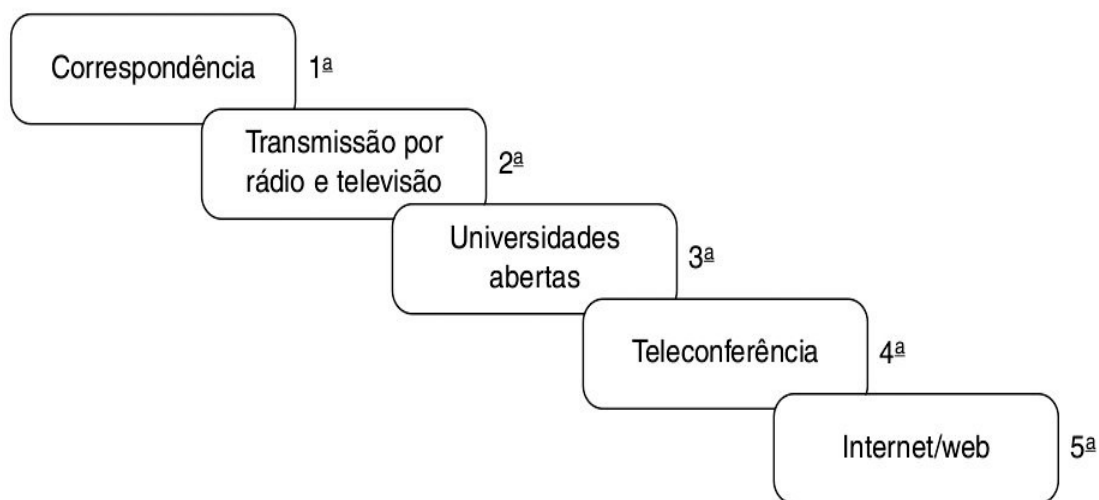 Correspondência
1ª
Transmissão por
rádio e televisão
2ª
Universidades
abertas
3ª
Teleconferência
4ª
Internet/web
5ª